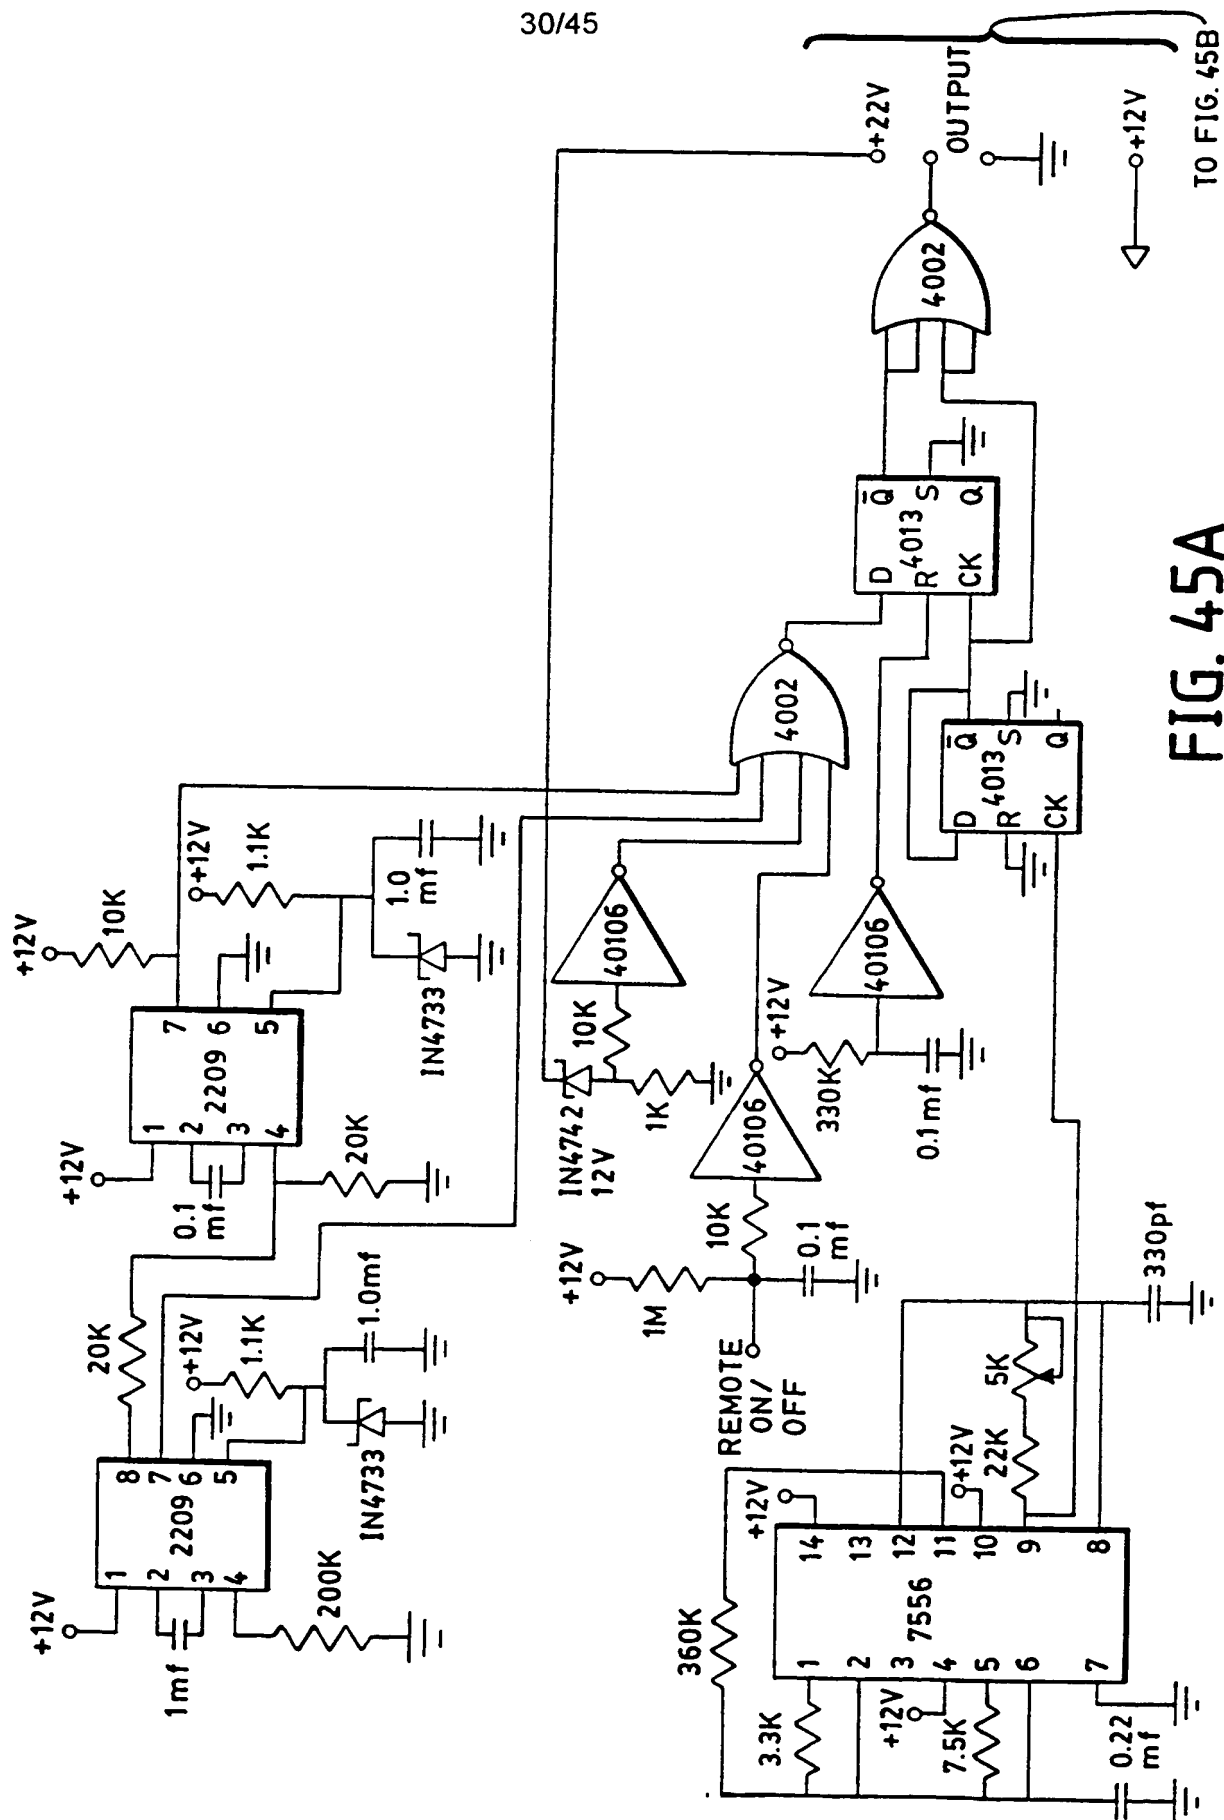 30/45
+12V
1mf
1
2
3
4
2209
8
7
6
5
200K
20K
+12V
1.1K
1.0mf
IN4733
+12V
0.1
mf
1
2
3
4
2209
7
6
5
20K
+12V
10K
+12V
1.1K
1.0
mf
IN4733
IN4742
12V
10K
1K
40106
+12V
1M
REMOTE
ON/
OFF
10K
0.1
mf
40106
+12V
330K
0.1mf
40106
4002
D
R
CK
4013
Q
S
Q
D
R
CK
4013
Q
S
Q
4002
+22V
OUTPUT
+12V
TO FIG. 45B
360K
3.3K
+12V
7.5K
0.22
mf
1
2
3
4
5
6
7
7556
14
13
12
11
10
9
8
+12V
+12V
22K
5K
330pf
FIG. 45A